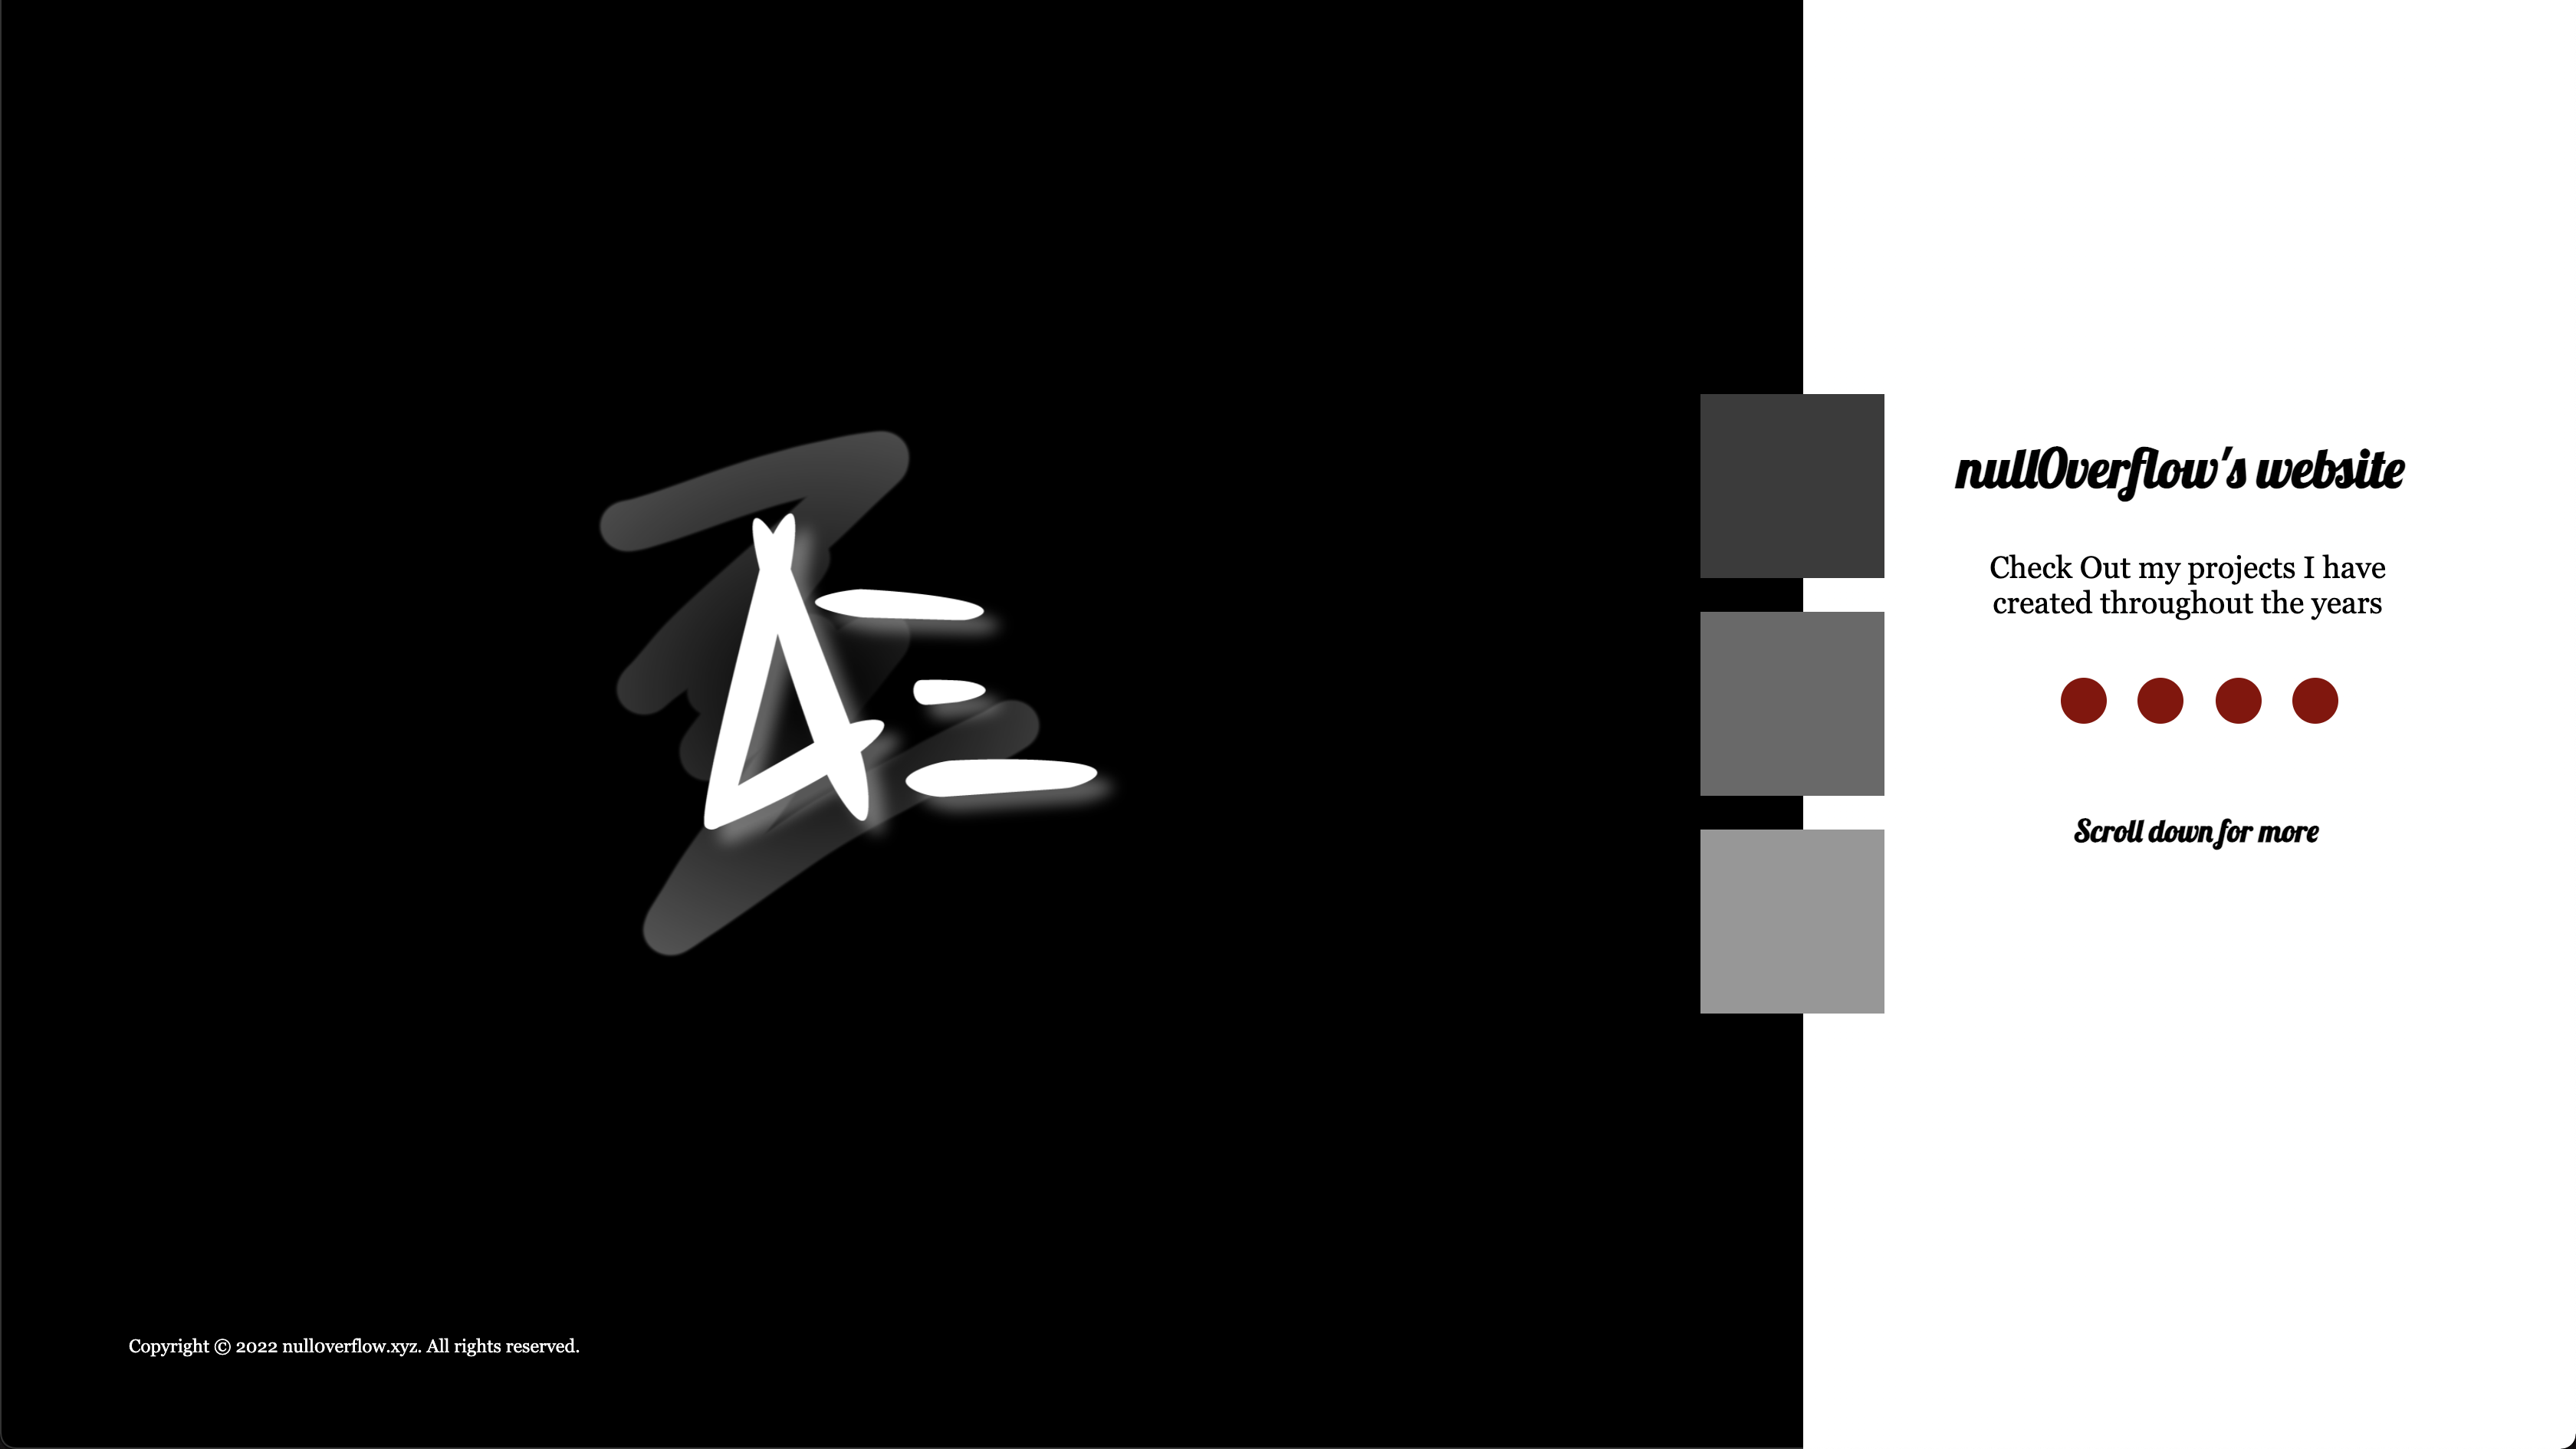 null0verflow's website
Check Out my projects I have
created throughout the years
Scroll down for more
Copyright © 2022 null0verflow.xyz. All rights reserved.